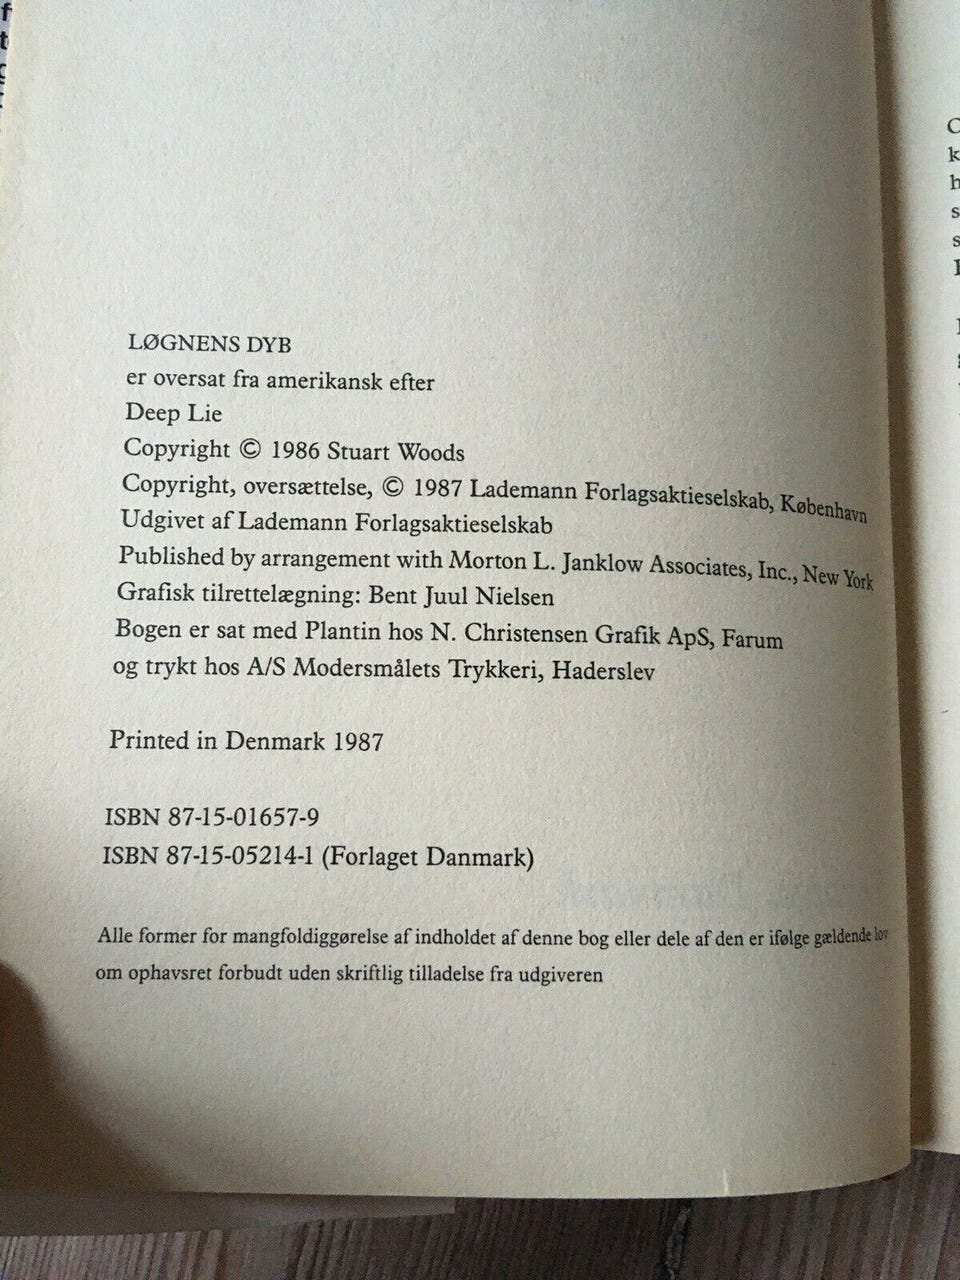 LØGNENS DYB
er oversat fra amerikansk efter
Deep Lie
Copyright © 1986 Stuart Woods
Copyright, oversættelse, © 1987 Lademann Forlagsaktieselskab, København
Udgivet af Lademann Forlagsaktieselskab
Published by arrangement with Morton L. Janklow Associates, Inc., New York
Grafisk tilrettelægning: Bent Juul Nielsen
Bogen er sat med Plantin hos N. Christensen Grafik ApS, Farum
og trykt hos A/S Modersmålets Trykkeri, Haderslev
Printed in Denmark 1987
ISBN 87-15-01657-9
ISBN 87-15-05214-1 (Forlaget Danmark)
Alle former for mangfoldiggørelse af indholdet af denne bog eller dele af den er ifølge gældende lov
om ophavsret forbudt uden skriftlig tilladelse fra udgiveren